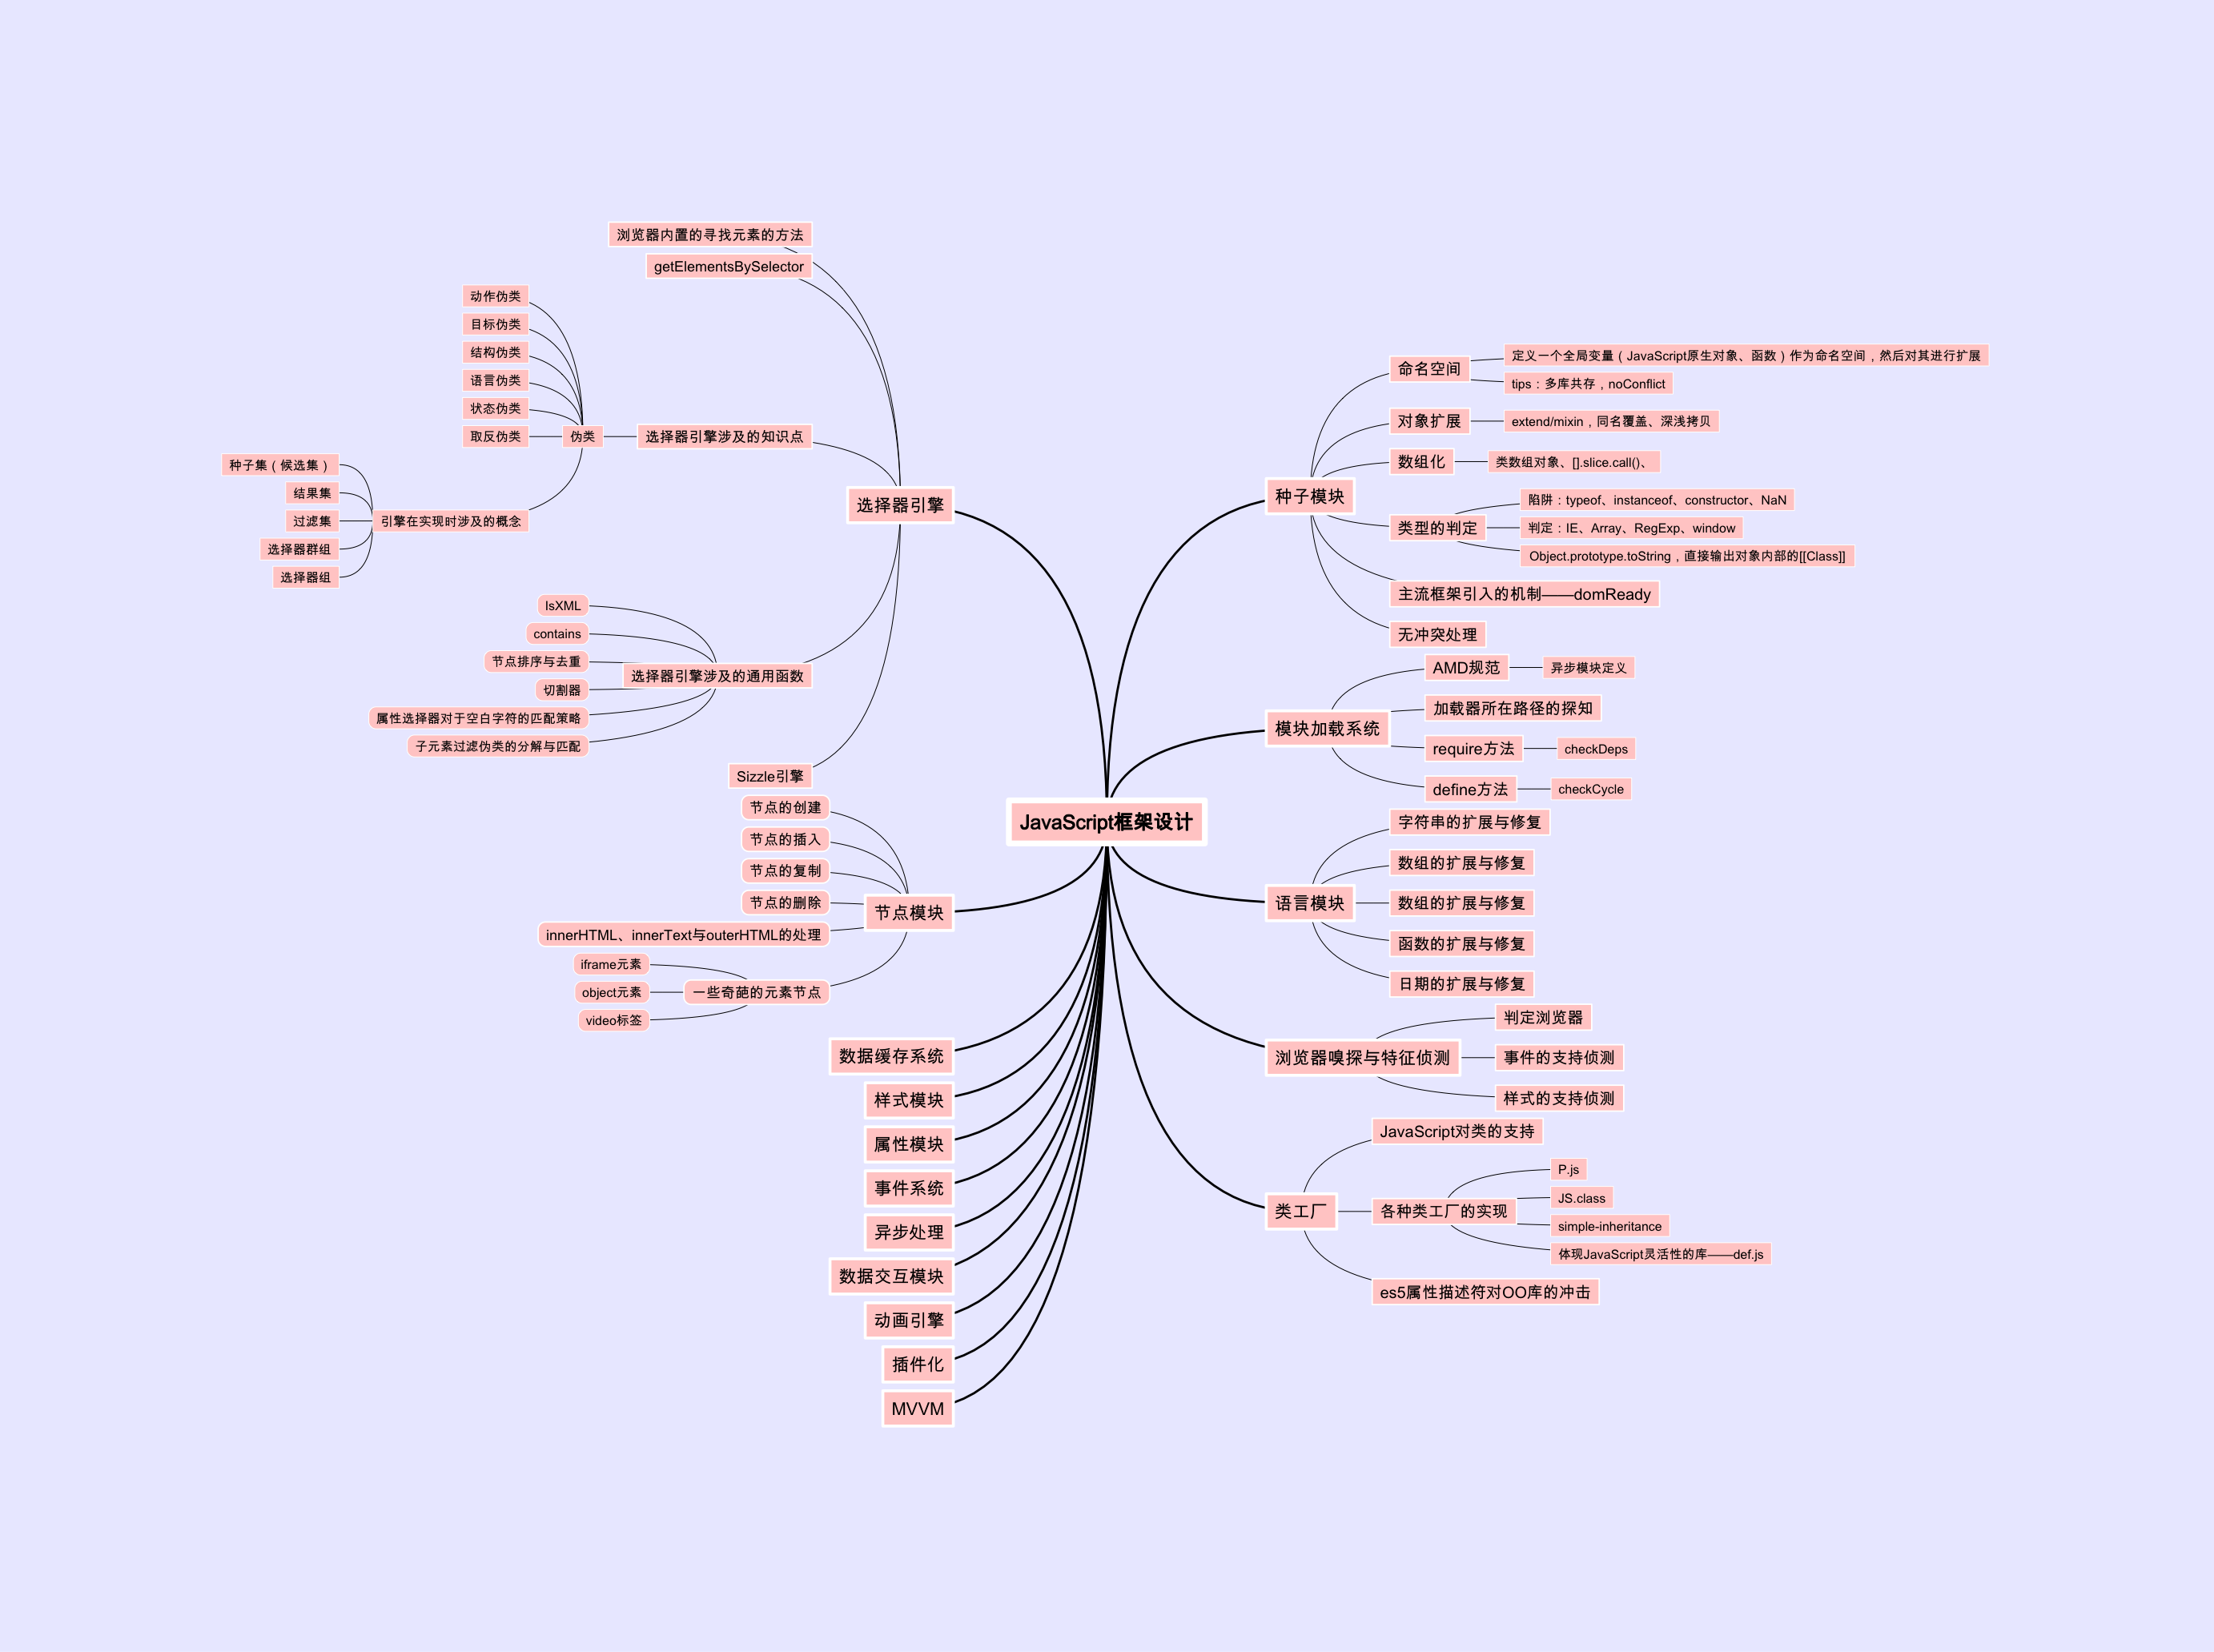 JavaScript框架设计
种子模块
命名空间
定义一个全局变量（JavaScript原生对象、函数）作为命名空间，然后对其进行扩展
tips：多库共存，noConflict
对象扩展
extend/mixin，同名覆盖、深浅拷贝
数组化
类数组对象、[].slice.call()、
类型的判定
陷阱：typeof、instanceof、constructor、NaN
判定：IE、Array、RegExp、window
Object.prototype.toString，直接输出对象内部的[[Class]]
主流框架引入的机制——domReady
无冲突处理
模块加载系统
AMD规范
异步模块定义
加载器所在路径的探知
require方法
checkDeps
define方法
checkCycle
语言模块
字符串的扩展与修复
数组的扩展与修复
数组的扩展与修复
函数的扩展与修复
日期的扩展与修复
浏览器嗅探与特征侦测
判定浏览器
事件的支持侦测
样式的支持侦测
类工厂
JavaScript对类的支持
各种类工厂的实现
P.js
JS.class
simple-inheritance
体现JavaScript灵活性的库——def.js
es5属性描述符对OO库的冲击
选择器引擎
浏览器内置的寻找元素的方法
getElementsBySelector
选择器引擎涉及的知识点
伪类
动作伪类
目标伪类
结构伪类
语言伪类
状态伪类
取反伪类
引擎在实现时涉及的概念
种子集（候选集）
结果集
过滤集
选择器群组
选择器组
选择器引擎涉及的通用函数
IsXML
contains
节点排序与去重
切割器
属性选择器对于空白字符的匹配策略
子元素过滤伪类的分解与匹配
Sizzle引擎
节点模块
节点的创建
节点的插入
节点的复制
节点的删除
innerHTML、innerText与outerHTML的处理
一些奇葩的元素节点
iframe元素
object元素
video标签
数据缓存系统
样式模块
属性模块
事件系统
异步处理
数据交互模块
动画引擎
插件化
MVVM